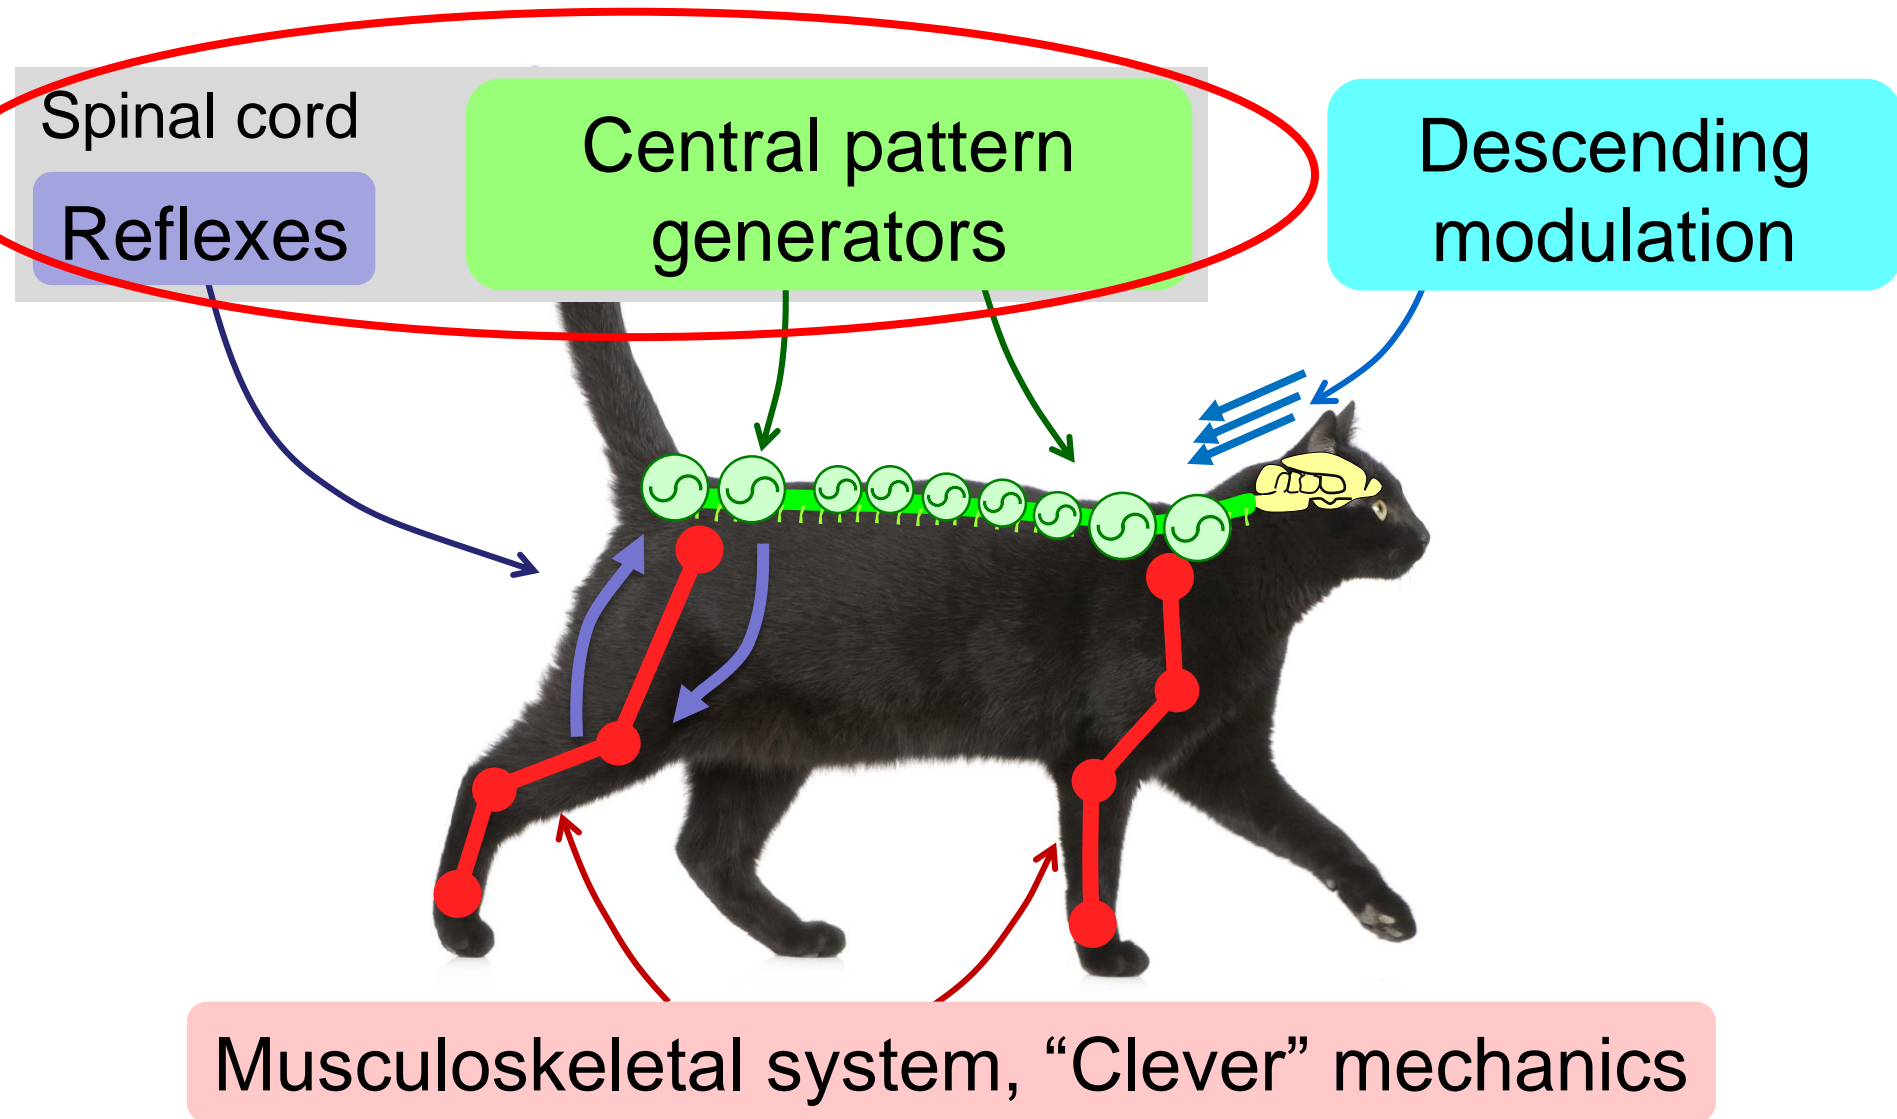 Spinal cord
Reflexes
Central pattern
generators
Descending
modulation
Musculoskeletal system, “Clever” mechanics